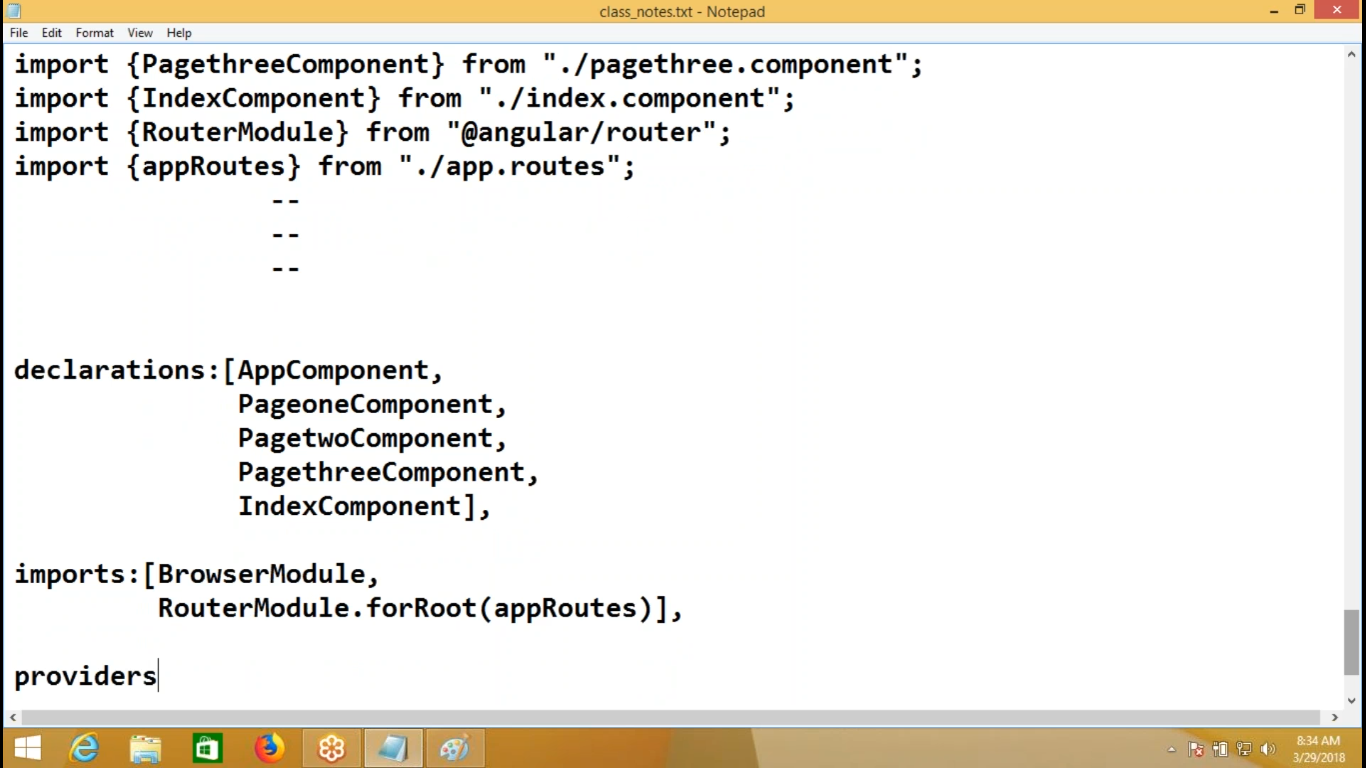 class_notes.txt - Notepad
File Edit Format View Help
import {PagethreeComponent} from "./pagethree.component";
import {IndexComponent} from "./index.component";
import {RouterModule} from "@angular/router";
import {appRoutes} from "./app.routes";
--
--
--
declarations:[AppComponent,
PageoneComponent,
PagetwoComponent,
PagethreeComponent,
IndexComponent],
imports:[BrowserModule,
RouterModule.forRoot(appRoutes)],
providers
8:34 AM
3/29/2018